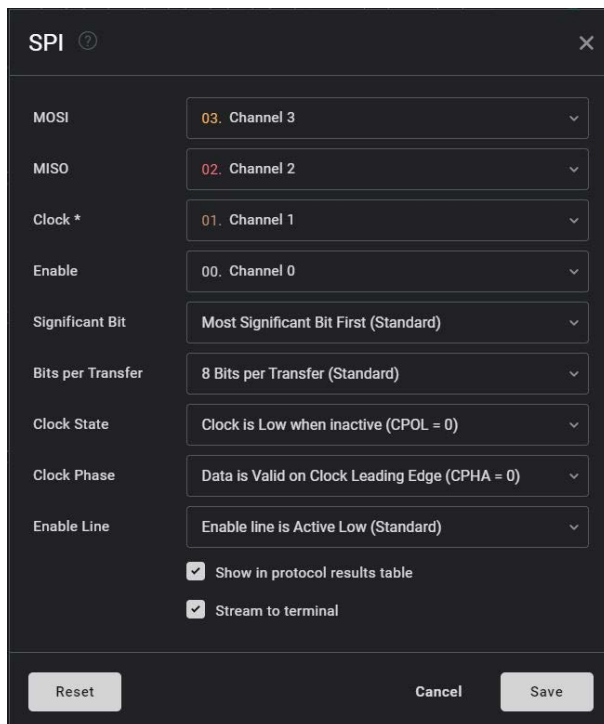 SPI ?
MOSI 03. Channel 3
MISO 02. Channel 2
Clock * 01. Channel 1
Enable 00. Channel 0
Significant Bit Most Significant Bit First (Standard)
Bits per Transfer 8 Bits per Transfer (Standard)
Clock State Clock is Low when inactive (CPOL = 0)
Clock Phase Data is Valid on Clock Leading Edge (CPHA = 0)
Enable Line Enable line is Active Low (Standard)
Show in protocol results table
Stream to terminal
Reset Cancel Save